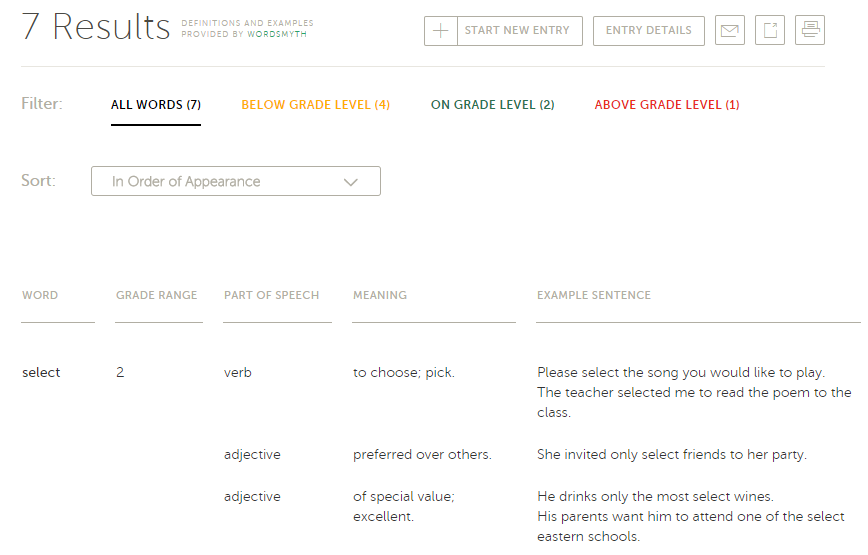 7 Results
DEFINITIONS AND EXAMPLES
PROVIDED BY WORDSMYTH
START NEW ENTRY
ENTRY DETAILS
Filter:
ALL WORDS (7)
BELOW GRADE LEVEL (4)
ON GRADE LEVEL (2)
ABOVE GRADE LEVEL (1)
Sort:
In Order of Appearance
WORD
GRADE RANGE
PART OF SPEECH
MEANING
EXAMPLE SENTENCE
select
2
verb
to choose; pick.
Please select the song you would like to play.
The teacher selected me to read the poem to the
class.
adjective
preferred over others.
She invited only select friends to her party.
adjective
of special value;
excellent.
He drinks only the most select wines.
His parents want him to attend one of the select
eastern schools.